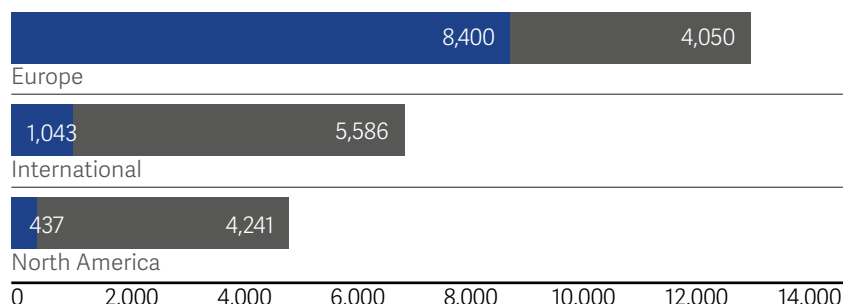 8,400 4,050
Europe
1,043 5,586
International
437 4,241
North America
0 2,000 4,000 6,000 8,000 10,000 12,000 14,000